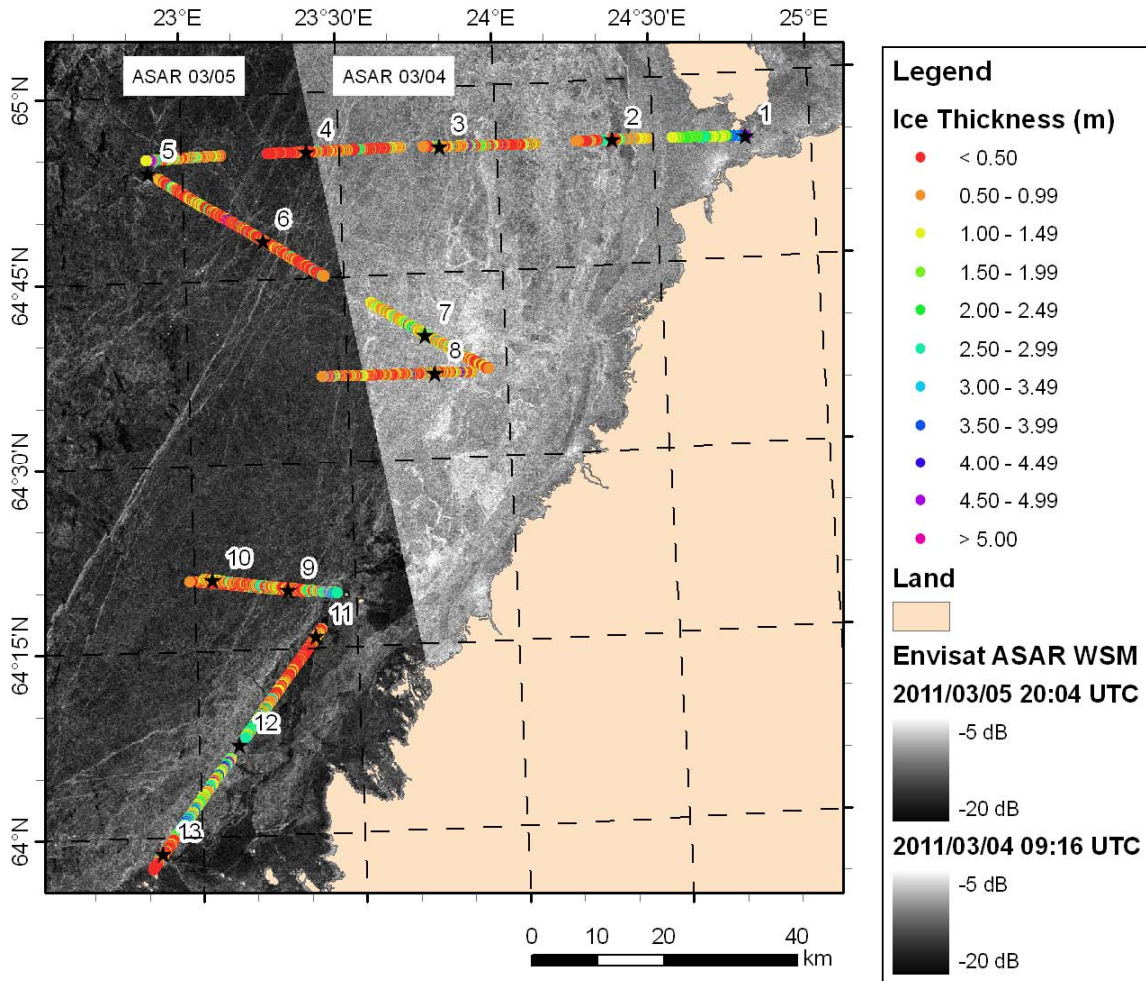 23°E 23°30'E 24°E 24°30'E 25°E
ASAR 03/05 ASAR 03/04
65°N
64°45'N
64°30'N
64°15'N
64°N
1
2
3
4
5
6
7
8
10 9
11
12
13
0 10 20 40
km
Legend
Ice Thickness (m)
< 0.50
0.50 - 0.99
1.00 - 1.49
1.50 - 1.99
2.00 - 2.49
2.50 - 2.99
3.00 - 3.49
3.50 - 3.99
4.00 - 4.49
4.50 - 4.99
> 5.00
Land
Envisat ASAR WSM
2011/03/05 20:04 UTC
-5 dB
-20 dB
2011/03/04 09:16 UTC
-5 dB
-20 dB